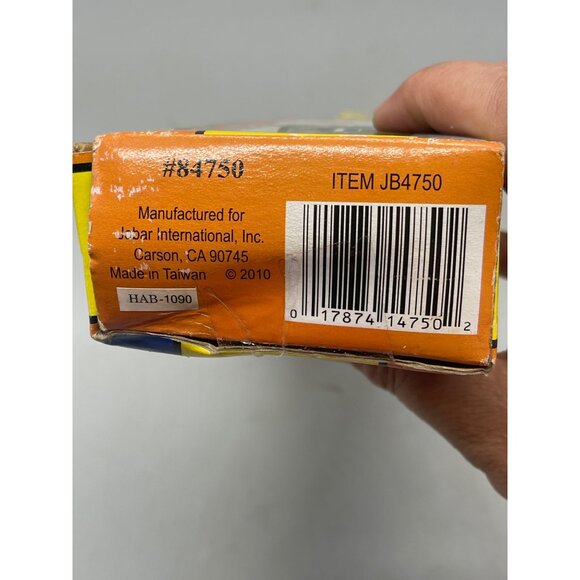 #84750
ITEM JB4750
Manufactured for
Jobar International, Inc.
Carson, CA 90745
Made in Taiwan © 2010
HAB-1090
0 17874 14750 2